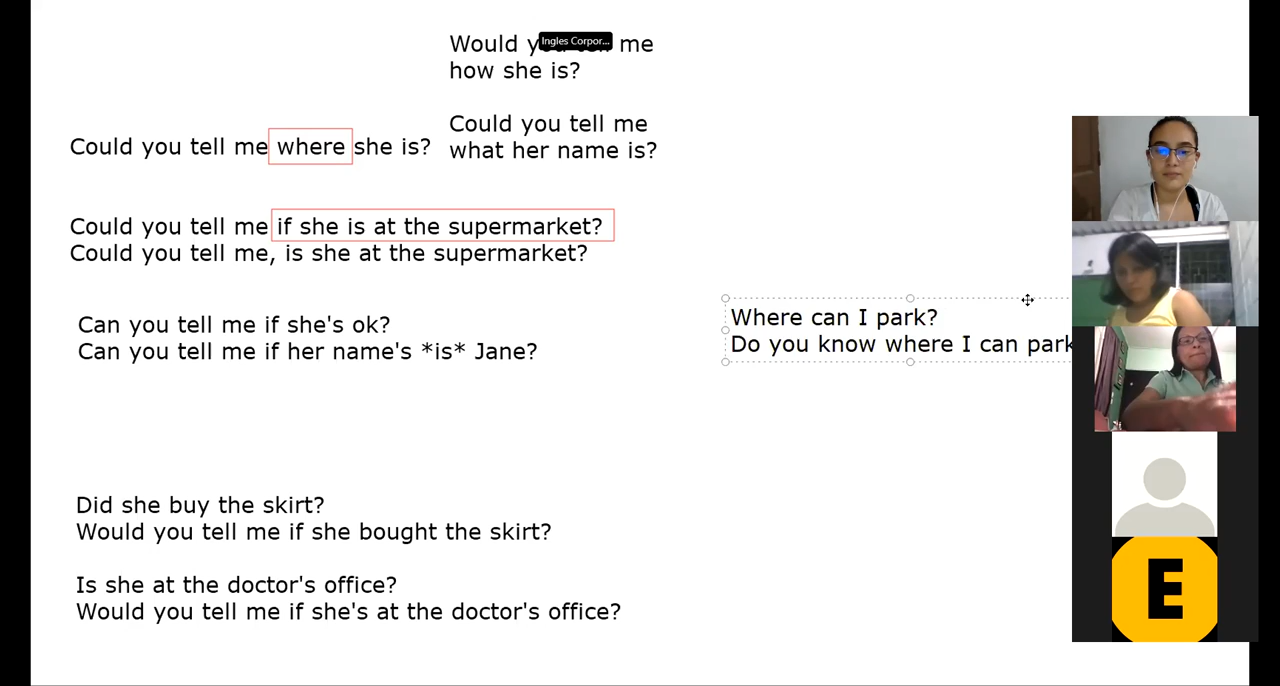 Would y me
Ingles Corpor...
how she is?
Could you tell me
what her name is?
Could you tell me where she is?
Could you tell me if she is at the supermarket?
Could you tell me, is she at the supermarket?
Can you tell me if she's ok?
Can you tell me if her name's *is* Jane?
Where can I park?
Do you know where I can park
Did she buy the skirt?
Would you tell me if she bought the skirt?
Is she at the doctor's office?
Would you tell me if she's at the doctor's office?
E